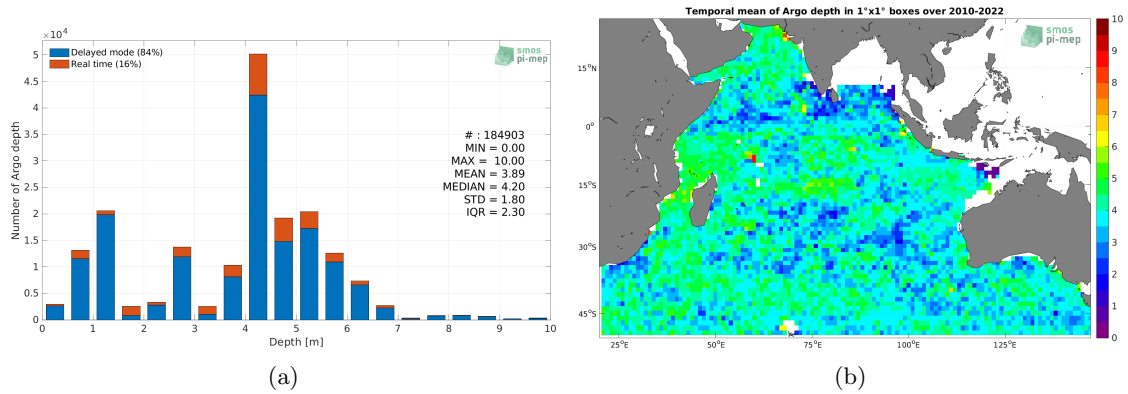 ×10⁴
Delayed mode (84%)
Real time (16%)
smos
pi-mep
# : 184903
MIN = 0.00
MAX = 10.00
MEAN = 3.89
MEDIAN = 4.20
STD = 1.80
IQR = 2.30
Number of Argo depth
5
4.5
4
3.5
3
2.5
2
1.5
1
0.5
0
0 1 2 3 4 5 6 7 8 9 10
Depth [m]
(a)
Temporal mean of Argo depth in 1°x1° boxes over 2010-2022
smos
pi-mep
15°N
0°
15°S
30°S
45°S
25°E 50°E 75°E 100°E 125°E
10
9
8
7
6
5
4
3
2
1
0
(b)